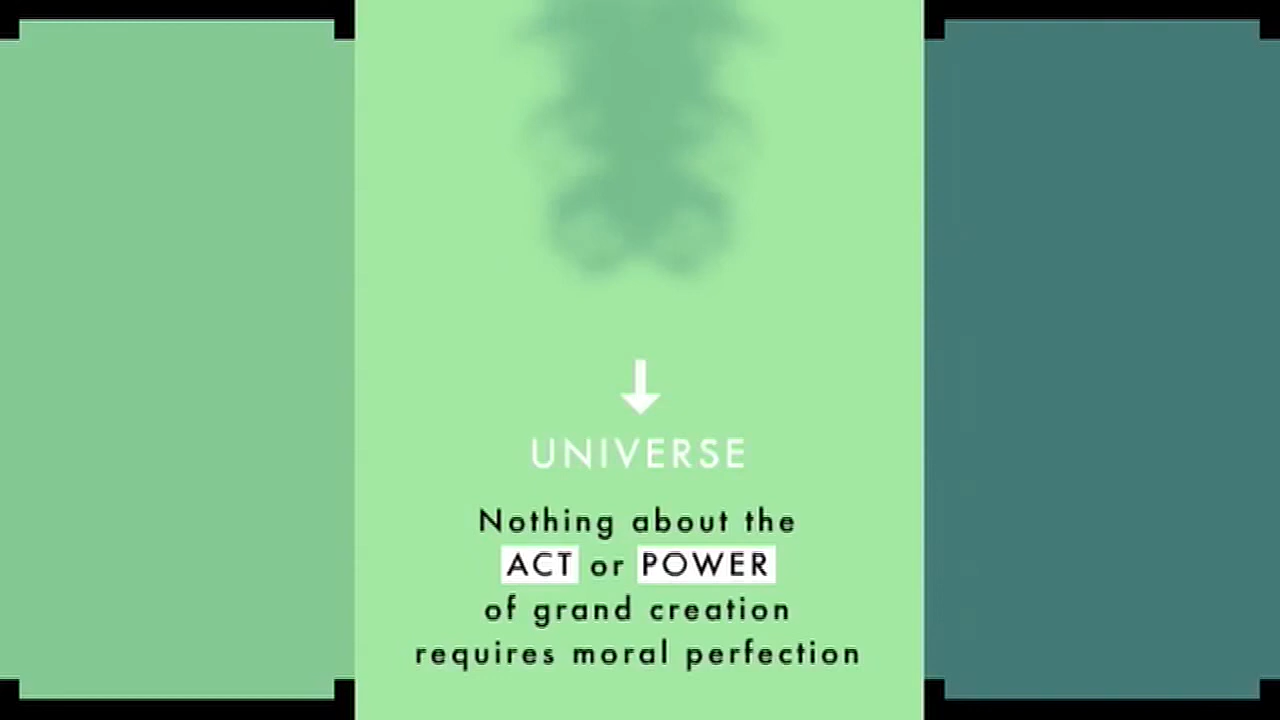 UNIVERSE
Nothing about the
ACT or POWER
of grand creation
requires moral perfection